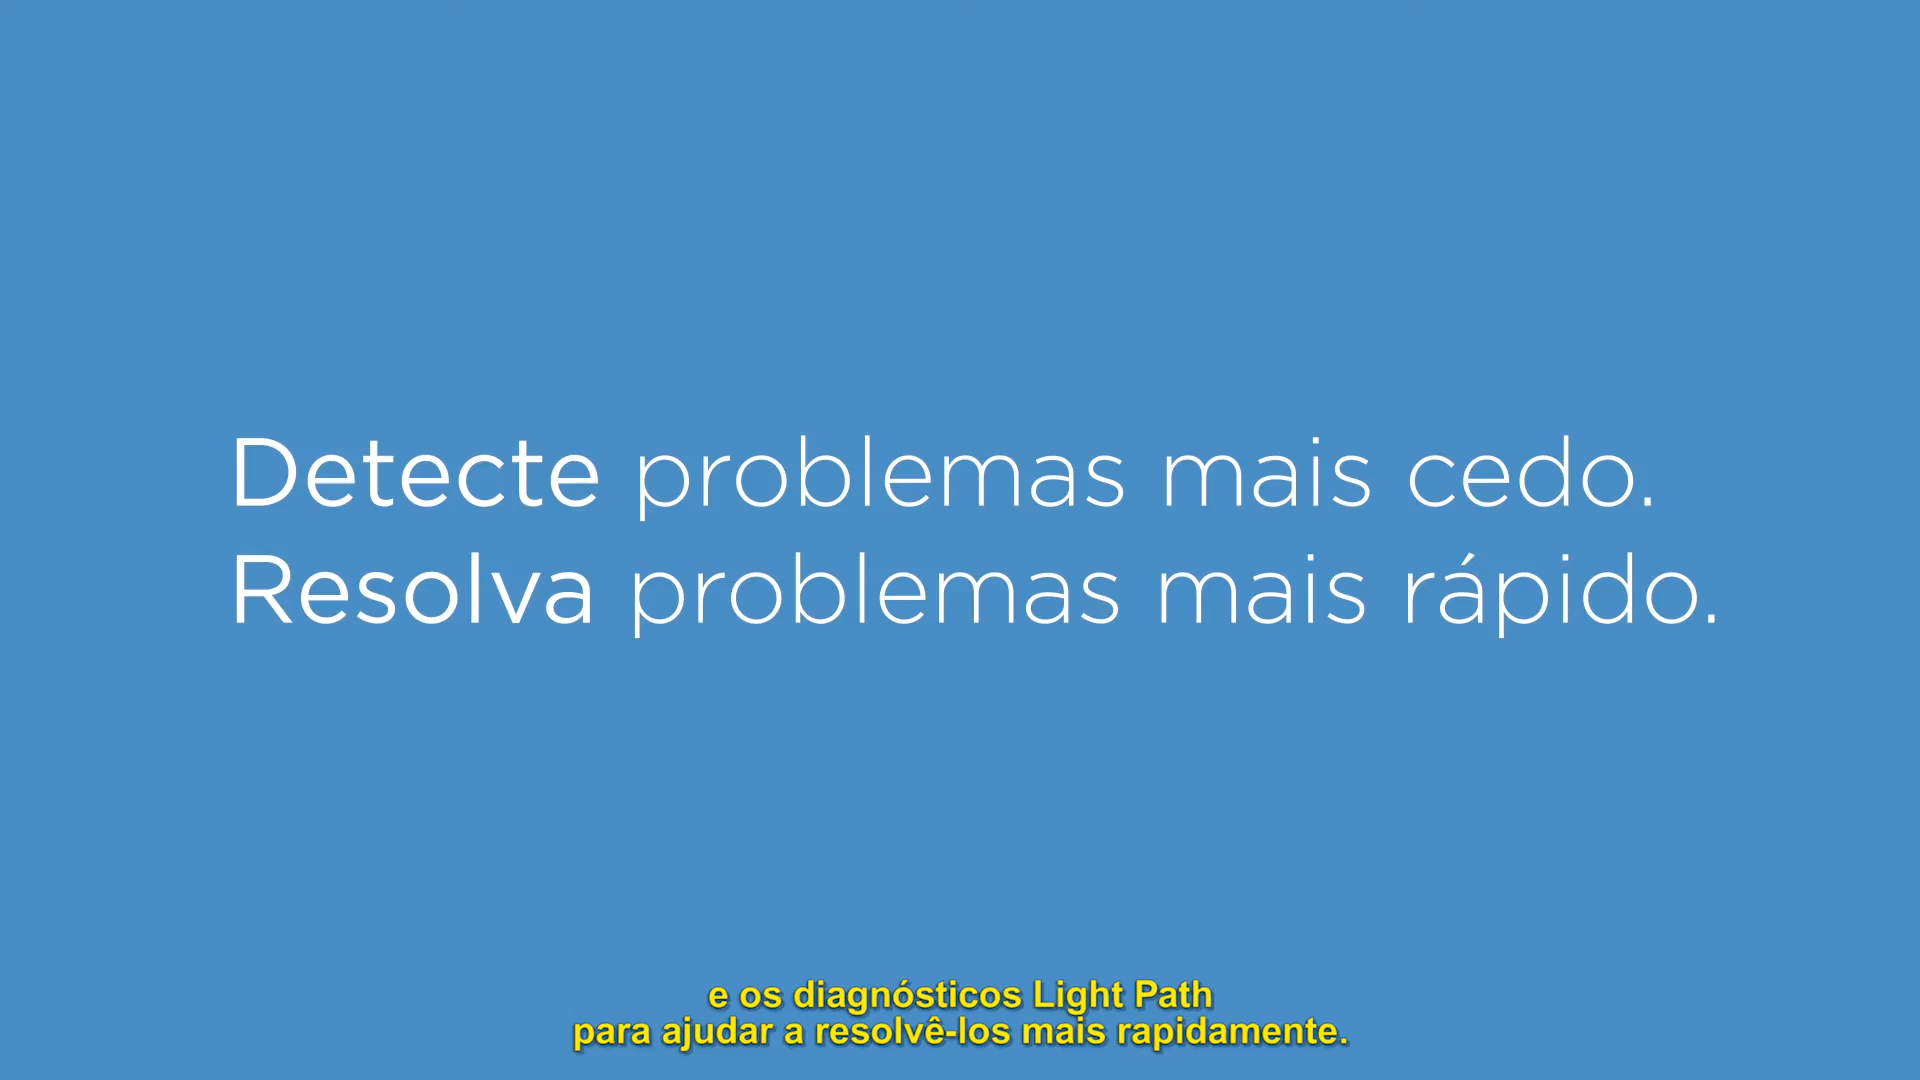 Detecte problemas mais cedo.
Resolva problemas mais rápido.
e os diagnósticos Light Path
para ajudar a resolvê-los mais rapidamente.